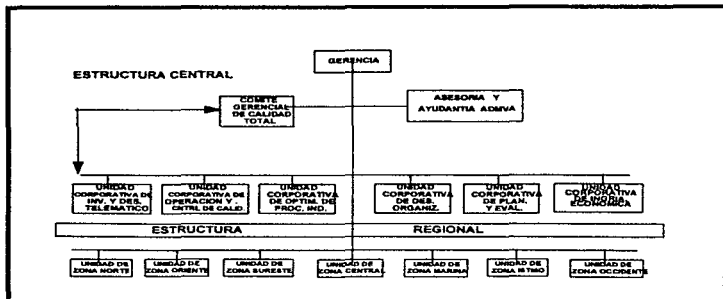 GERENCIA
ESTRUCTURA CENTRAL
COMITE
GERENCIAL
DE CALIDAD
TOTAL
ASESORIA Y
AYUDANTIA ADMVA
UNIDAD
CORPORATIVA DE
INV. Y DES.
TELEMATICO
UNIDAD
CORPORATIVA DE
OPERACION Y
CNTRL DE CALID.
UNIDAD
CORPORATIVA
DE OPTIM. DE
PROC. IND.
UNIDAD
CORPORATIVA
DE DES.
ORGANIZ.
UNIDAD
CORPORATIVA
DE PLAN.
Y EVAL.
UNIDAD
CORPORATIVA
DE
ECONOMICA
ESTRUCTURA REGIONAL
UNIDAD DE
ZONA NORTE
UNIDAD DE
ZONA ORIENTE
UNIDAD DE
ZONA SURESTE
UNIDAD DE
ZONA CENTRAL
UNIDAD DE
ZONA MARINA
UNIDAD DE
ZONA ISTMO
UNIDAD DE
ZONA OCCIDENTE